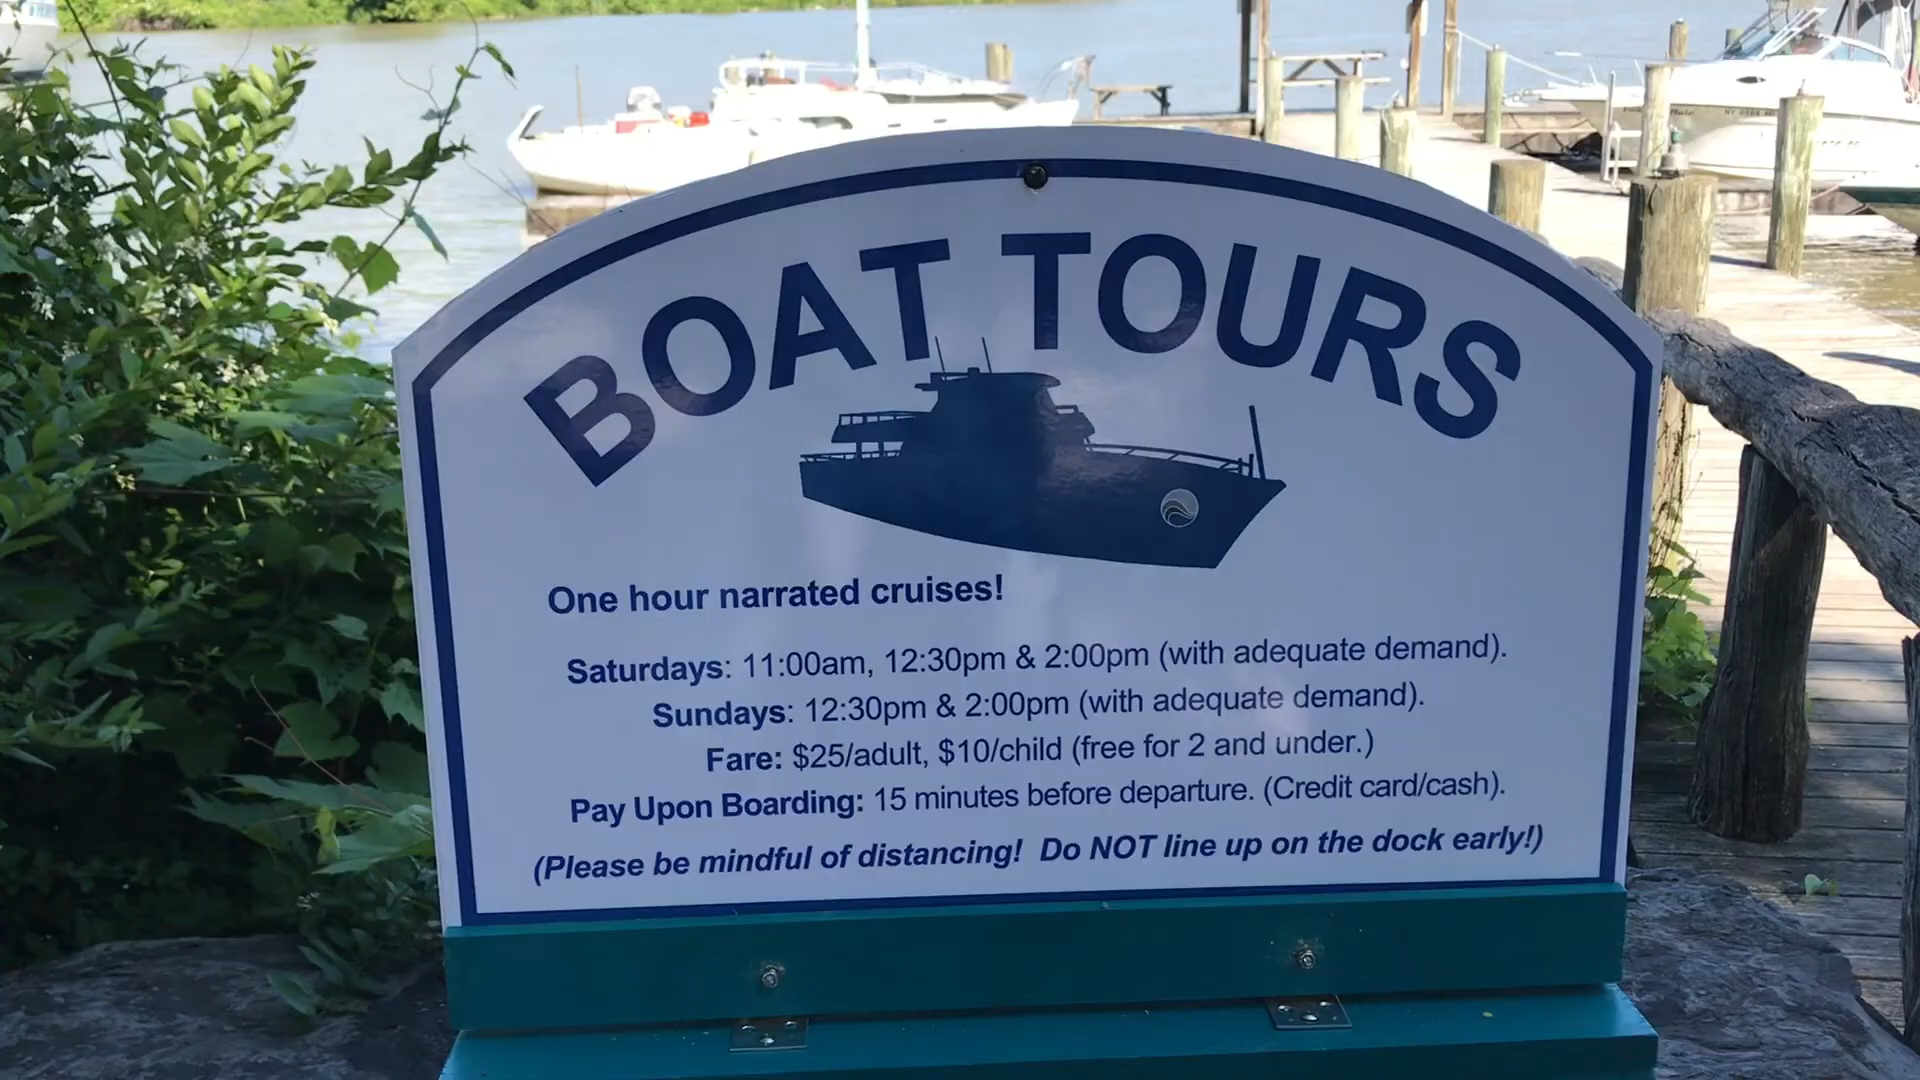 BOAT TOURS
One hour narrated cruises!
Saturdays: 11:00am, 12:30pm & 2:00pm (with adequate demand).
Sundays: 12:30pm & 2:00pm (with adequate demand).
Fare: $25/adult, $10/child (free for 2 and under.)
Pay Upon Boarding: 15 minutes before departure. (Credit card/cash).
(Please be mindful of distancing!  Do NOT line up on the dock early!)